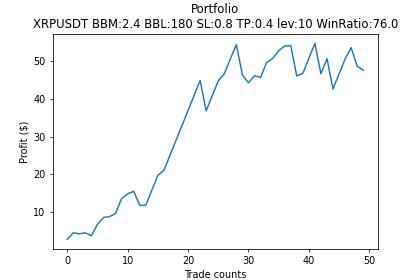 Portfolio
XRPUSDT BBM:2.4 BBL:180 SL:0.8 TP:0.4 lev:10 WinRatio:76.0
Profit ($)
50
40
30
20
10
0 10 20 30 40 50
Trade counts